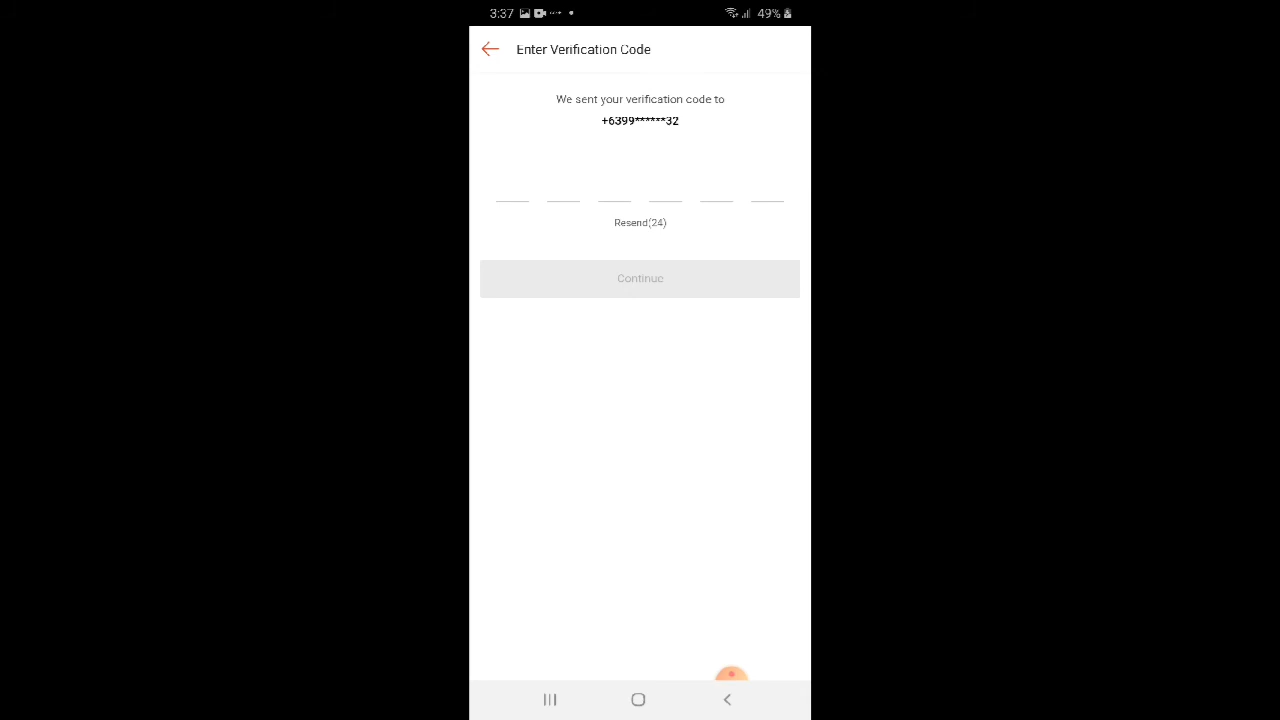 3:37 49%
Enter Verification Code
We sent your verification code to
+6399******32
Resend(24)
Continue